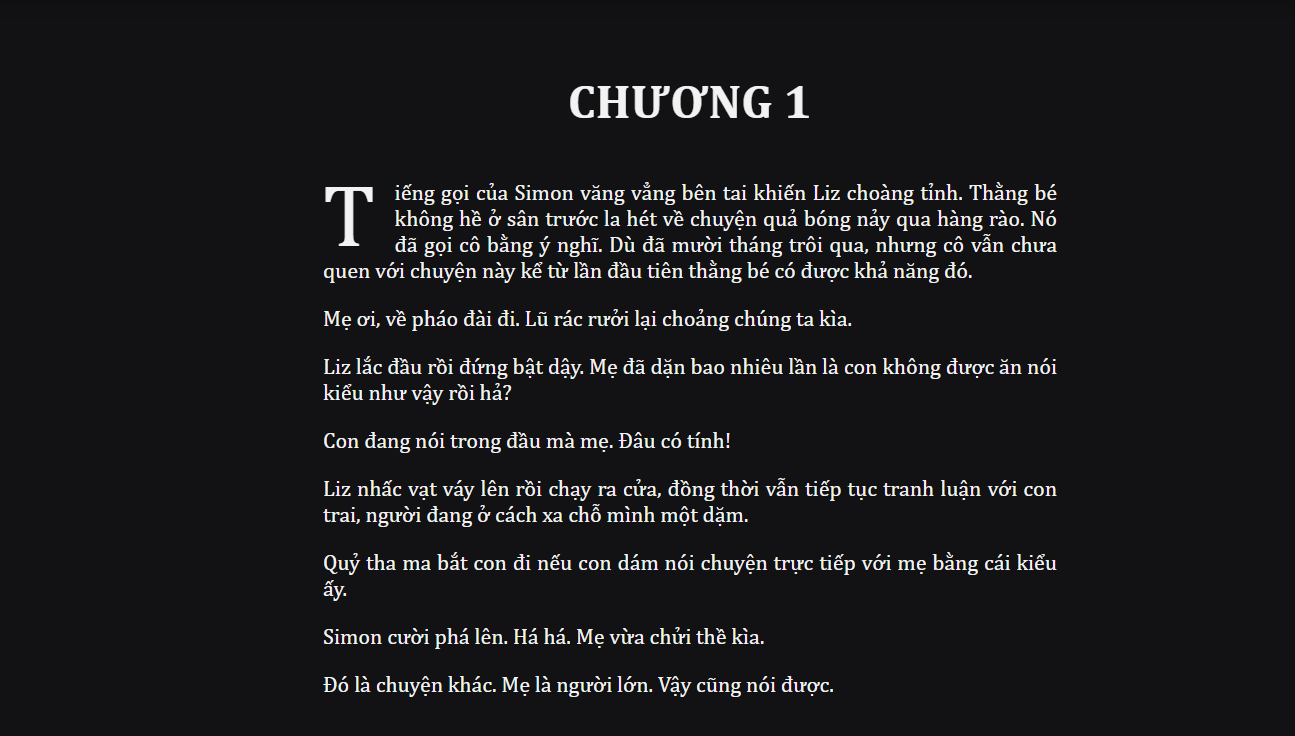 CHƯƠNG 1
Tiếng gọi của Simon văng vẳng bên tai khiến Liz choàng tỉnh. Thằng bé
không hề ở sân trước la hét về chuyện quả bóng nảy qua hàng rào. Nó
đã gọi cô bằng ý nghĩ. Dù đã mười tháng trôi qua, nhưng cô vẫn chưa
quen với chuyện này kể từ lần đầu tiên thằng bé có được khả năng đó.
Mẹ ơi, về pháo đài đi. Lũ rác rưởi lại choảng chúng ta kìa.
Liz lắc đầu rồi đứng bật dậy. Mẹ đã dặn bao nhiêu lần là con không được ăn nói
kiểu như vậy rồi hả?
Con đang nói trong đầu mà mẹ. Đâu có tính!
Liz nhấc vạt váy lên rồi chạy ra cửa, đồng thời vẫn tiếp tục tranh luận với con
trai, người đang ở cách xa chỗ mình một dặm.
Quỷ tha ma bắt con đi nếu con dám nói chuyện trực tiếp với mẹ bằng cái kiểu
ấy.
Simon cười phá lên. Há há. Mẹ vừa chửi thề kìa.
Đó là chuyện khác. Mẹ là người lớn. Vậy cũng nói được.